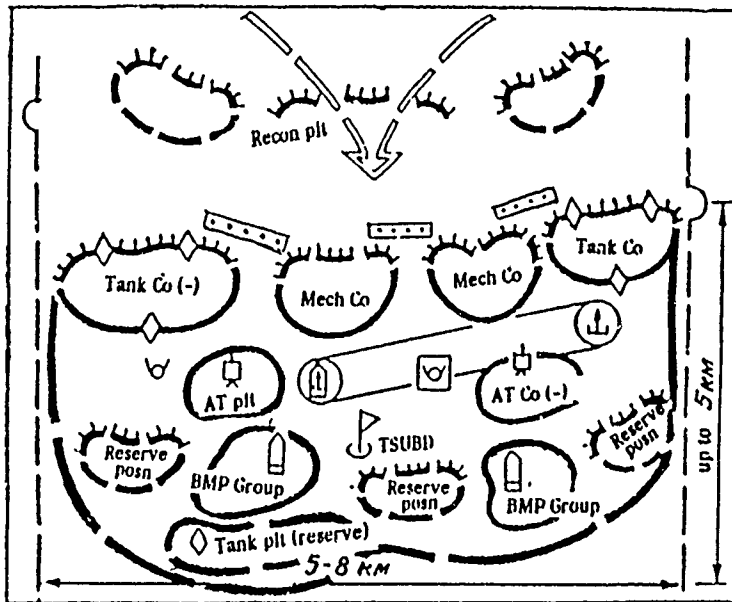 Recon plt
Tank Co
Tank Co (-)
Mech Co
Mech Co
AT plt
AT Co (-)
Reserve
posn
TSUBD
Reserve
posn
BMP Group
Reserve
posn
BMP Group
Tank plt (reserve)
5-8 КМ
up to 5 КМ